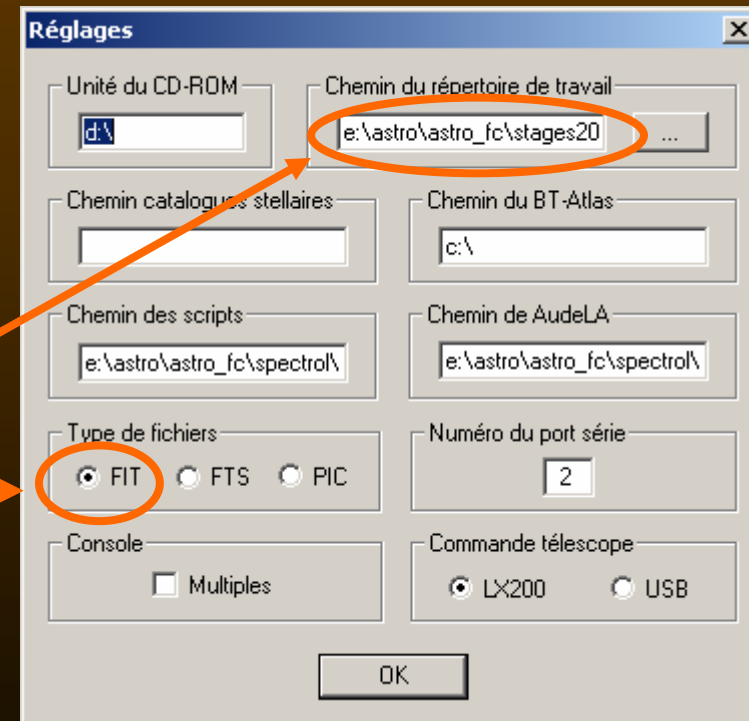 Réglages
Unité du CD-ROM
d:\
Chemin du répertoire de travail
e:\astro\astro_fc\stages20
...
Chemin catalogues stellaires
Chemin du BT-Atlas
c:\
Chemin des scripts
e:\astro\astro_fc\spectrol\
Chemin de AudeLA
e:\astro\astro_fc\spectrol\
Type de fichiers
FIT FTS PIC
Numéro du port série
2
Console
Multiples
Commande télescope
LX200 USB
OK